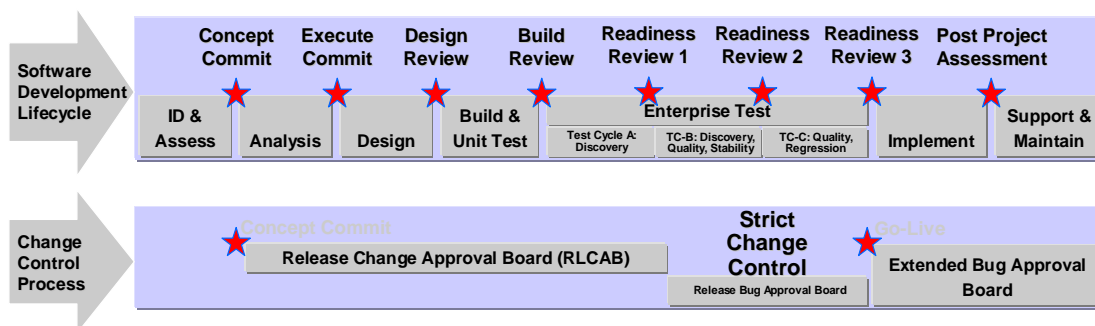 Software
Development
Lifecycle
Concept
Commit
Execute
Commit
Design
Review
Build
Review
Readiness
Review 1
Readiness
Review 2
Readiness
Review 3
Post Project
Assessment
ID &
Assess
Analysis
Design
Build &
Unit Test
Enterprise Test
Test Cycle A:
Discovery
TC-B: Discovery,
Quality, Stability
TC-C: Quality,
Regression
Implement
Support &
Maintain
Change
Control
Process
Concept Commit
Release Change Approval Board (RLCAB)
Strict
Change
Control
Release Bug Approval Board
Go-Live
Extended Bug Approval
Board